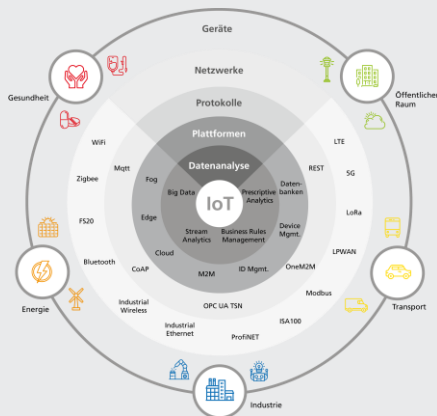 Geräte
Netzwerke
Protokolle
Plattformen
Datenanalyse
IoT
Gesundheit
Öffentlicher
Raum
WiFi
Zigbee
FS20
Bluetooth
Industrial
Wireless
Industrial
Ethernet
ProfiNET
ISA100
LPWAN
LoRa
5G
LTE
Mqtt
CoAP
OPC UA TSN
Modbus
OneM2M
REST
Fog
Edge
Cloud
M2M
ID Mgmt.
Device
Mgmt.
Daten-
banken
Big Data
Stream
Analytics
Business Rules
Management
Prescriptive
Analytics
Energie
Transport
Industrie